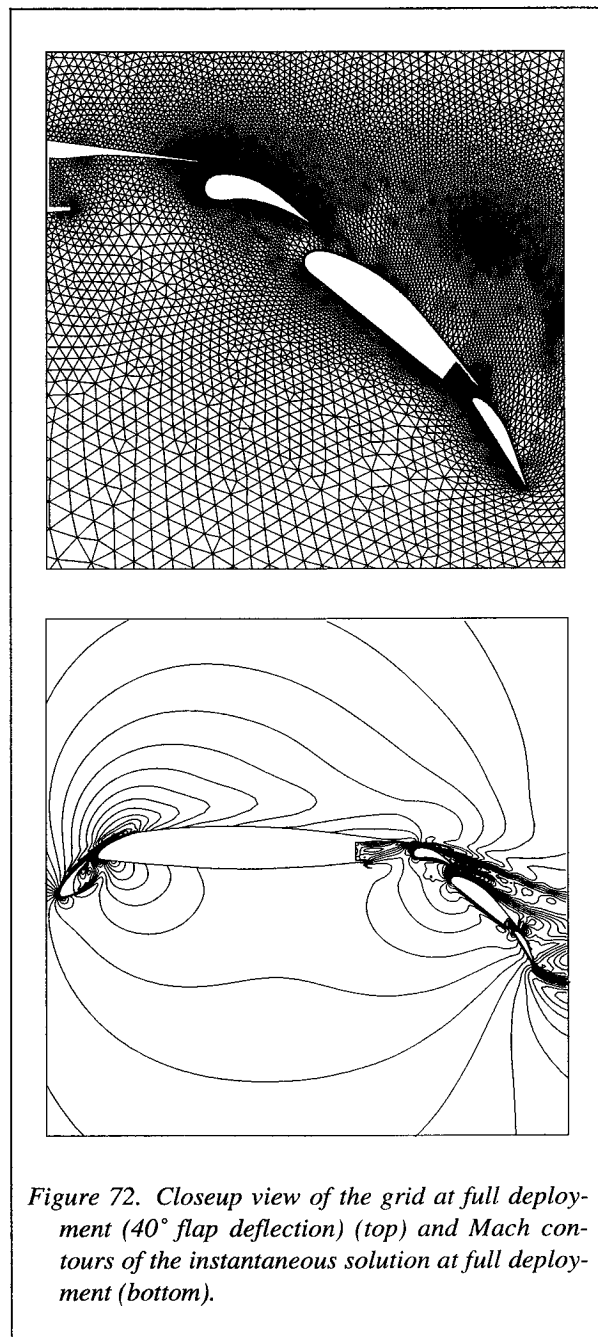 Figure 72. Closeup view of the grid at full deploy-
ment (40° flap deflection) (top) and Mach con-
tours of the instantaneous solution at full deploy-
ment (bottom).